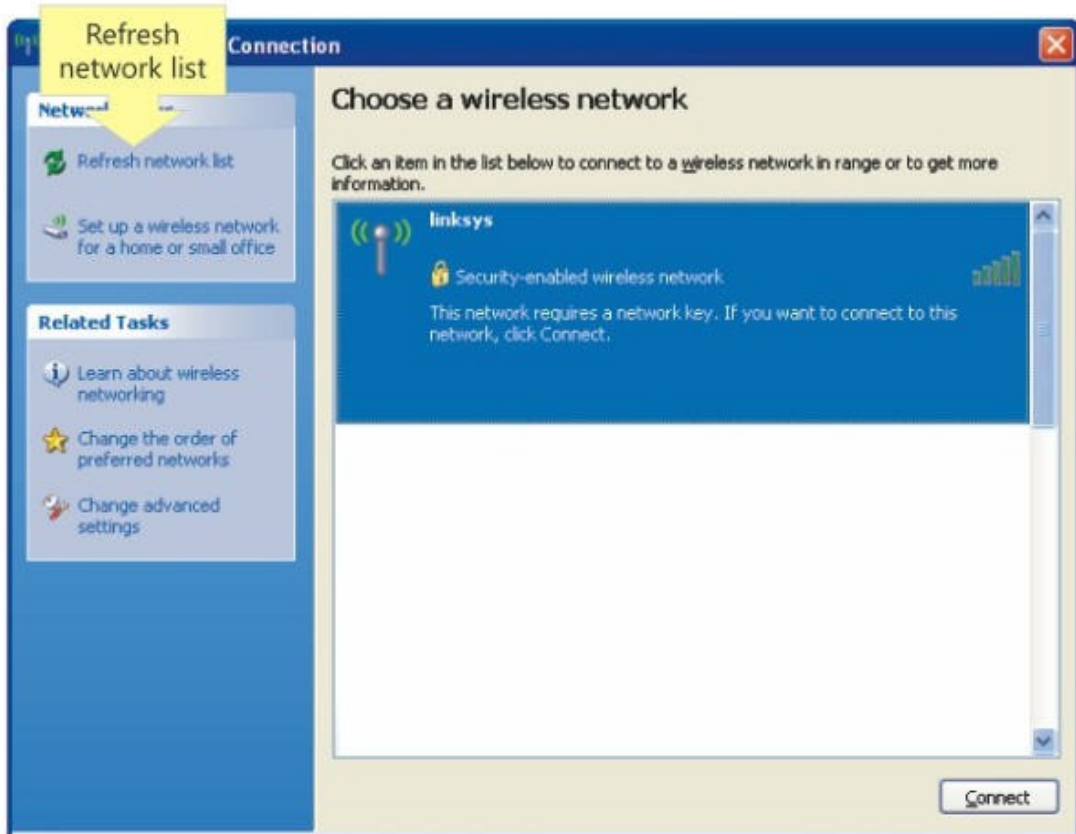 Refresh
network list
Connection
Refresh network list
Set up a wireless network
for a home or small office
Related Tasks
Learn about wireless
networking
Change the order of
preferred networks
Change advanced
settings
Choose a wireless network
Click an item in the list below to connect to a wireless network in range or to get more
information.
linksys
Security-enabled wireless network
This network requires a network key. If you want to connect to this
network, click Connect.
Connect